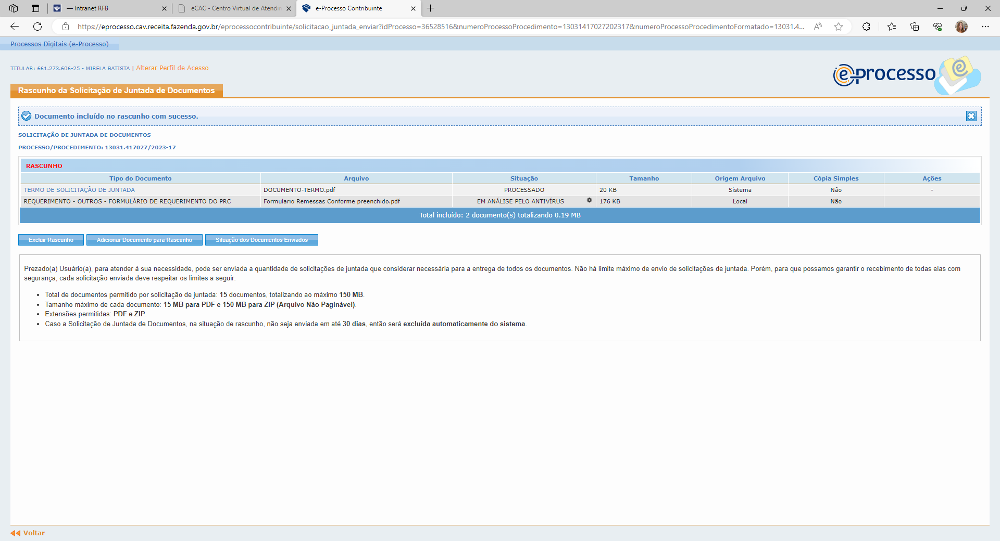 — Intranet RFB
eCAC - Centro Virtual de Atendin
e-Processo Contribuinte
https://eprocesso.cav.receita.fazenda.gov.br/eprocessocontribuinte/solicitacao_juntada_enviar?idProcesso=36528516&numeroProcessoProcedimento=13031417027202317&numeroProcessoProcedimentoFormatado=13031.4...
Processos Digitais (e-Processo)
TITULAR: 661.273.606-25 - MIRELA BATISTA | Alterar Perfil de Acesso
e-processo
Rascunho da Solicitação de Juntada de Documentos
Documento incluído no rascunho com sucesso.
SOLICITAÇÃO DE JUNTADA DE DOCUMENTOS
PROCESSO/PROCEDIMENTO: 13031.417027/2023-17
RASCUNHO
Tipo do Documento Arquivo Situação Tamanho Origem Arquivo Cópia Simples Ações
TERMO DE SOLICITAÇÃO DE JUNTADA DOCUMENTO-TERMO.pdf PROCESSADO 20 KB Sistema Não -
REQUERIMENTO - OUTROS - FORMULÁRIO DE REQUERIMENTO DO PRC Formulario Remessas Conforme preenchido.pdf EM ANÁLISE PELO ANTIVÍRUS 176 KB Local Não
Total incluído: 2 documento(s) totalizando 0.19 MB
Excluir Rascunho Adicionar Documento para Rascunho Situação dos Documentos Enviados
Prezado(a) Usuário(a), para atender à sua necessidade, pode ser enviada a quantidade de solicitações de juntada que considerar necessária para a entrega de todos os documentos. Não há limite máximo de envio de solicitações de juntada. Porém, para que possamos garantir o recebimento de todas elas com
segurança, cada solicitação enviada deve respeitar os limites a seguir:
• Total de documentos permitido por solicitação de juntada: 15 documentos, totalizando ao máximo 150 MB.
• Tamanho máximo de cada documento: 15 MB para PDF e 150 MB para ZIP (Arquivo Não Paginável).
• Extensões permitidas: PDF e ZIP.
• Caso a Solicitação de Juntada de Documentos, na situação de rascunho, não seja enviada em até 30 dias, então será excluída automaticamente do sistema.
Voltar